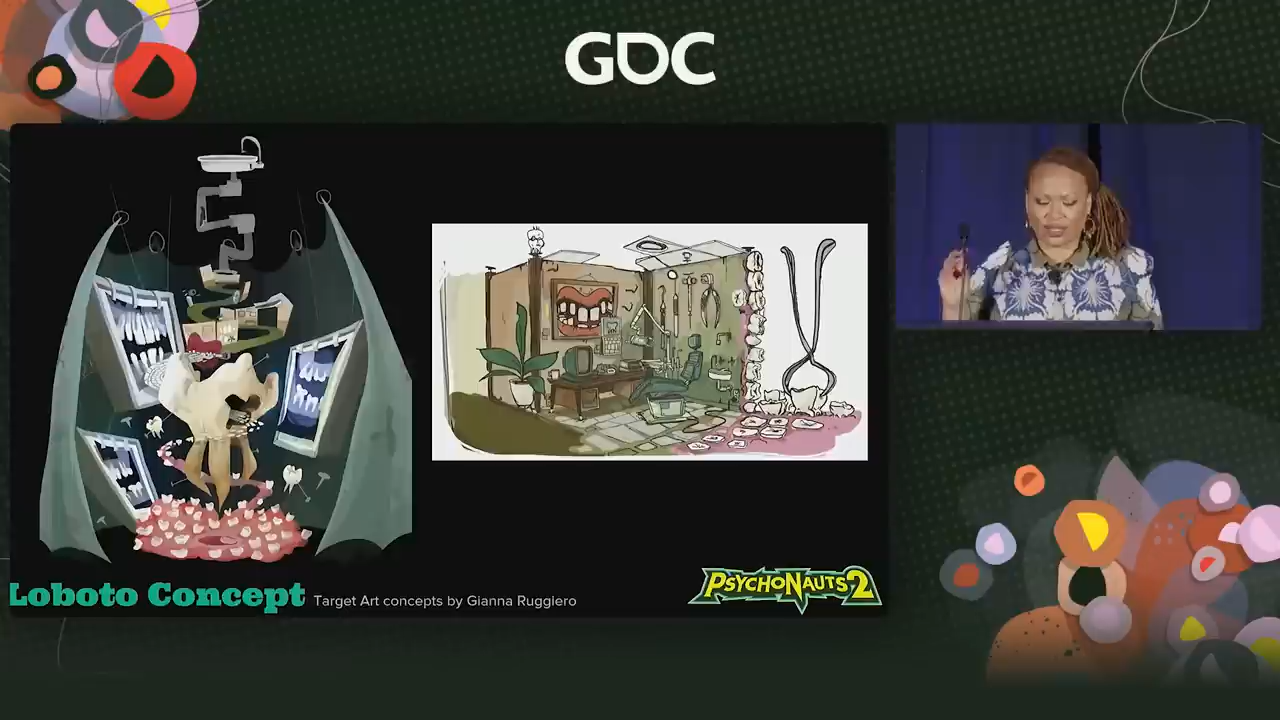 GDC
Loboto Concept
Target Art concepts by Gianna Ruggiero
PSYCHONAUTS 2